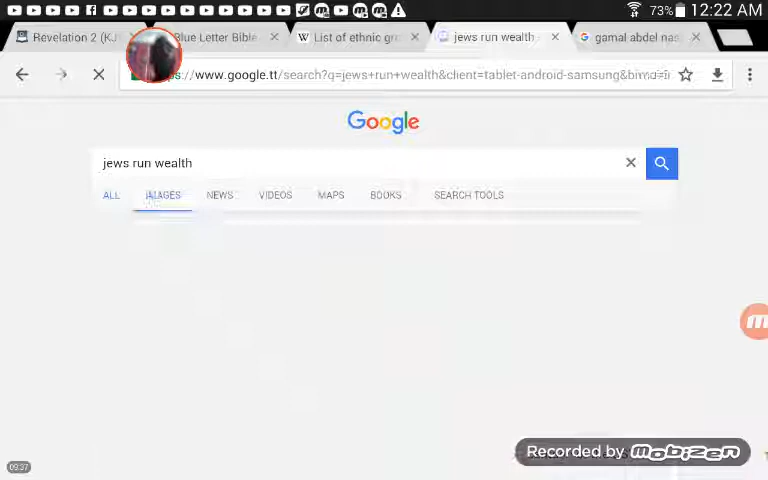 73% 12:22 AM
Revelation 2 (KJ Blue Letter Bible List of ethnic gro jews run wealth gamal abdel nas
://www.google.tt/search?q=jews+run+wealth&client=tablet-android-samsung&
Google
jews run wealth
ALL IMAGES NEWS VIDEOS MAPS BOOKS SEARCH TOOLS
Recorded by MOBIZEN
09:37